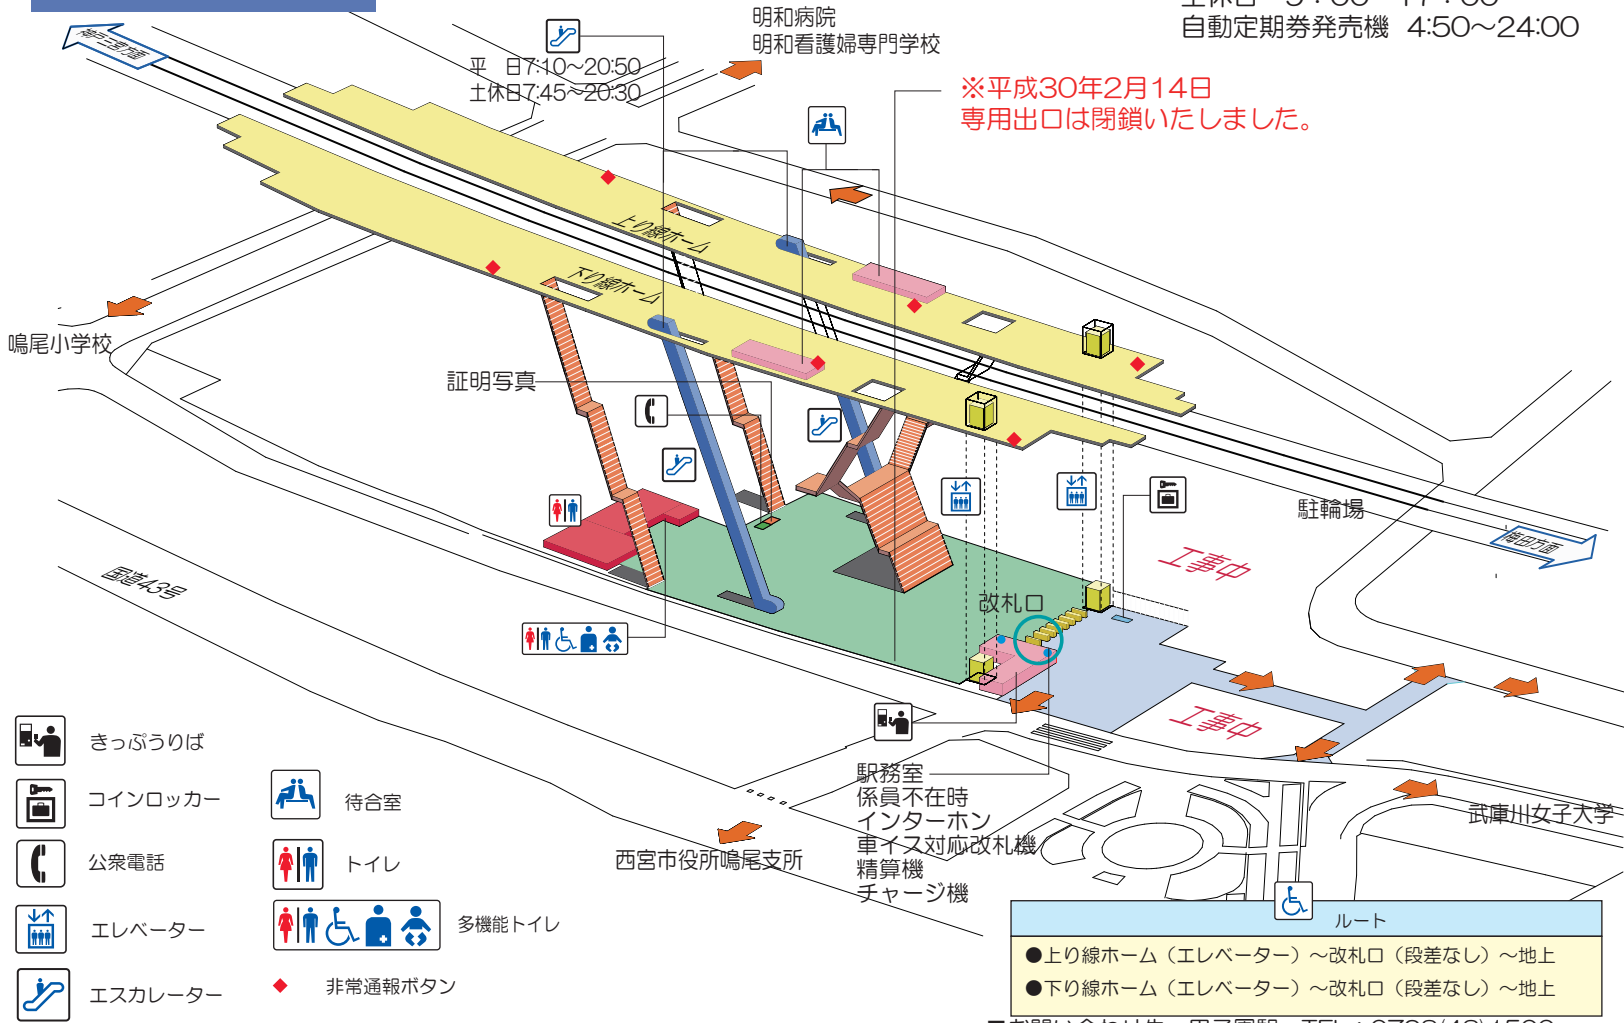 自動定期券発売機 4:50～24:00
明和病院
明和看護婦専門学校
神戸三宮方面
平 日7:10～20:50
土休日7:45～20:30
※平成30年2月14日
専用出口は閉鎖いたしました。
上り線ホーム
下り線ホーム
鳴尾小学校
証明写真
駐輪場
梅田方面
工事中
国道43号
改札口
工事中
駅務室
係員不在時
インターホン
車イス対応改札機
精算機
チャージ機
武庫川女子大学
西宮市役所鳴尾支所
きっぷうりば
コインロッカー
公衆電話
エレベーター
エスカレーター
待合室
トイレ
多機能トイレ
非常通報ボタン
ルート
●上り線ホーム（エレベーター）～改札口（段差なし）～地上
●下り線ホーム（エレベーター）～改札口（段差なし）～地上